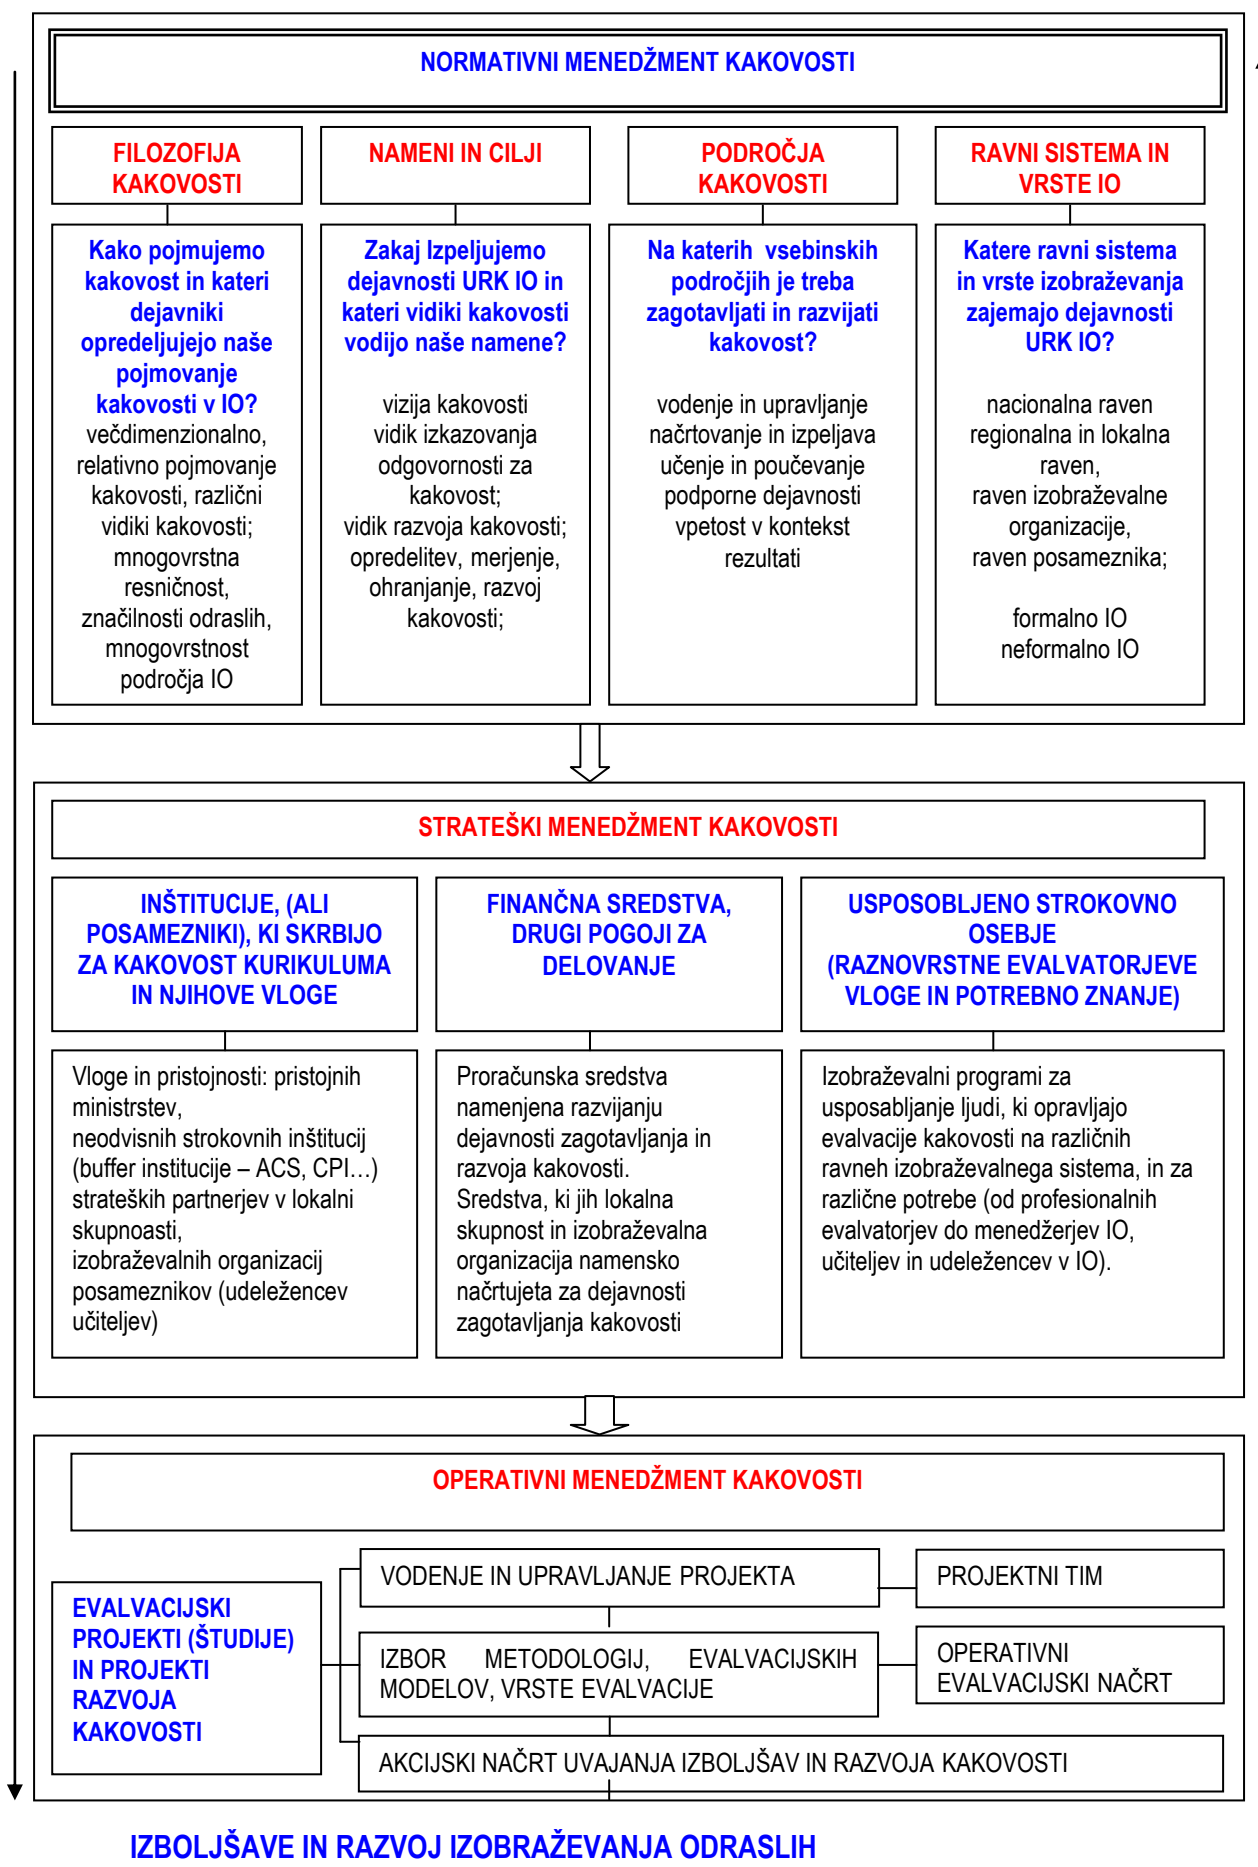 NORMATIVNI MENEDŽMENT KAKOVOSTI
FILOZOFIJA
KAKOVOSTI
NAMENI IN CILJI
PODROČJA
KAKOVOSTI
RAVNI SISTEMA IN
VRSTE IO
Kako pojmujemo
kakovost in kateri
dejavniki
opredeljujejo naše
pojmovanje
kakovosti v IO?
večdimenzionalno,
relativno pojmovanje
kakovosti, različni
vidiki kakovosti;
mnogovrstna
resničnost,
značilnosti odraslih,
mnogovrstnost
področja IO
Zakaj Izpeljujemo
dejavnosti URK IO in
kateri vidiki kakovosti
vodijo naše namene?
vizija kakovosti
vidik izkazovanja
odgovornosti za
kakovost;
vidik razvoja kakovosti;
opredelitev, merjenje,
ohranjanje, razvoj
kakovosti;
Na katerih vsebinskih
področjih je treba
zagotavljati in razvijati
kakovost?
vodenje in upravljanje
načrtovanje in izpeljava
učenje in poučevanje
podporne dejavnosti
vpetost v kontekst
rezultati
Katere ravni sistema
in vrste izobraževanja
zajemajo dejavnosti
URK IO?
nacionalna raven
regionalna in lokalna
raven,
raven izobraževalne
organizacije,
raven posameznika;
formalno IO
neformalno IO
STRATEŠKI MENEDŽMENT KAKOVOSTI
INŠTITUCIJE, (ALI
POSAMEZNIKI), KI SKRBIJO
ZA KAKOVOST KURIKULUMA
IN NJIHOVE VLOGE
FINANČNA SREDSTVA,
DRUGI POGOJI ZA
DELOVANJE
USPOSOBLJENO STROKOVNO
OSEBJE
(RAZNOVRSTNE EVALVATORJEVE
VLOGE IN POTREBNO ZNANJE)
Vloge in pristojnosti: pristojnih
ministrstev,
neodvisnih strokovnih inštitucij
(buffer institucije – ACS, CPI…)
strateških partnerjev v lokalni
skupnoasti,
izobraževalnih organizacij
posameznikov (udeležencev
učiteljev)
Proračunska sredstva
namenjena razvijanju
dejavnosti zagotavljanja in
razvoja kakovosti.
Sredstva, ki jih lokalna
skupnost in izobraževalna
organizacija namensko
načrtujeta za dejavnosti
zagotavljanja kakovosti
Izobraževalni programi za
usposabljanje ljudi, ki opravljajo
evalvacije kakovosti na različnih
ravneh izobraževalnega sistema, in za
različne potrebe (od profesionalnih
evalvatorjev do menedžerjev IO,
učiteljev in udeležencev v IO).
OPERATIVNI MENEDŽMENT KAKOVOSTI
EVALVACIJSKI
PROJEKTI (ŠTUDIJE)
IN PROJEKTI
RAZVOJA
KAKOVOSTI
VODENJE IN UPRAVLJANJE PROJEKTA
PROJEKTNI TIM
IZBOR METODOLOGIJ, EVALVACIJSKIH
MODELOV, VRSTE EVALVACIJE
OPERATIVNI
EVALVACIJSKI NAČRT
AKCIJSKI NAČRT UVAJANJA IZBOLJŠAV IN RAZVOJA KAKOVOSTI
IZBOLJŠAVE IN RAZVOJ IZOBRAŽEVANJA ODRASLIH